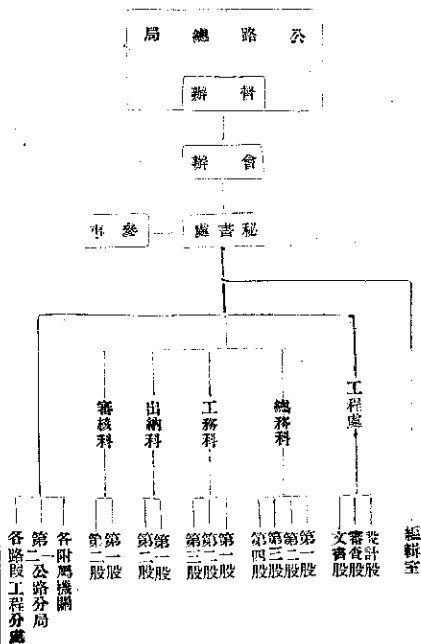 公路總局
督辦
會辦
秘書處
參事
編輯室
工程處
設計股
審查股
文書股
總務科
第一股
第二股
第三股
第四股
工務科
第一股
第二股
第三股
出納科
第一股
第二股
審核科
第一股
第二股
各附屬機關
第一二公路分局
各路段工程分處